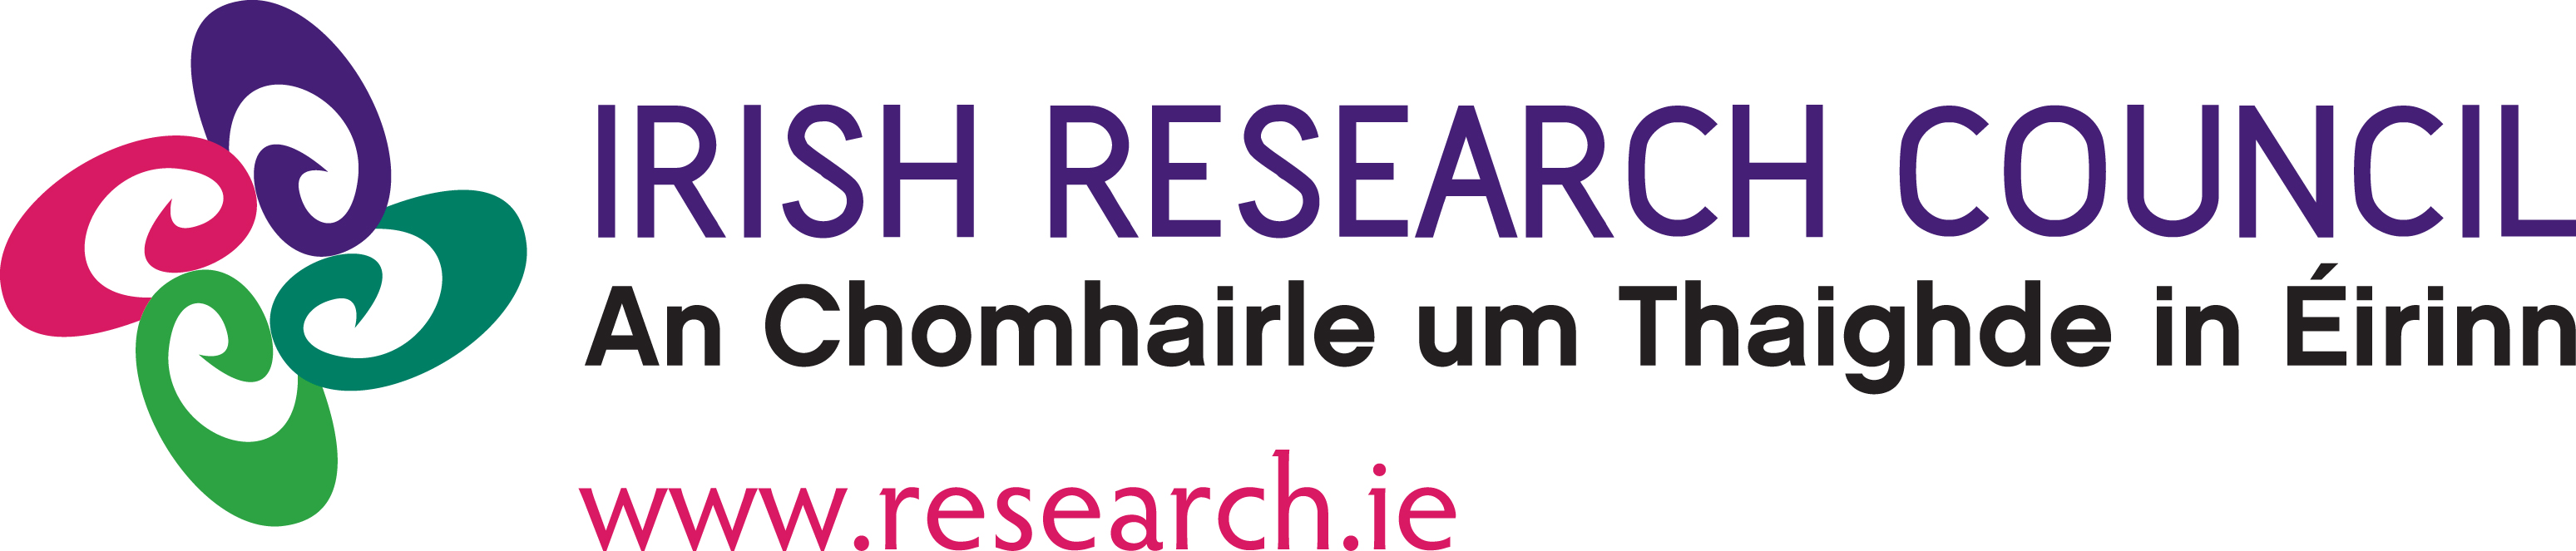 IRISH RESEARCH COUNCIL
An Chomhairle um Thaighde in Éirinn
www.research.ie